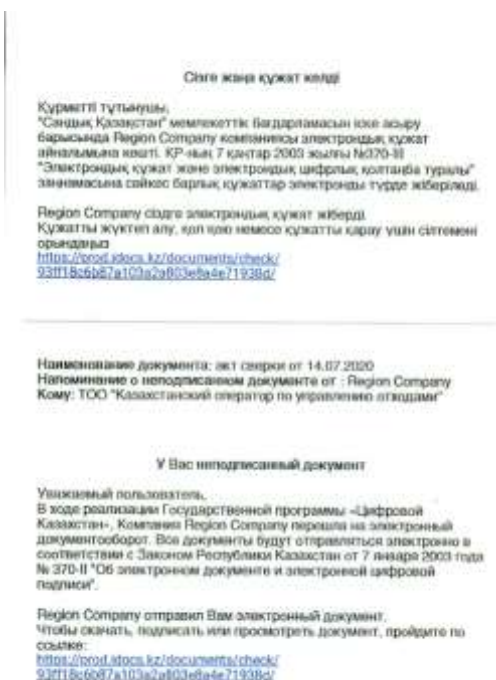 Сізге жаңа құжат келді
Құрметті тұтынушы,
"Сандық Қазақстан" мемлекеттік бағдарламасын іске асыру
барысында Region Company компаниясы электрондық құжат
айналымына көшті. ҚР-ның 7 қаңтар 2003 жылғы №370-II
"Электрондық құжат және электрондық цифрлық қолтаңба туралы"
заңнамасына сәйкес барлық құжаттар электронды түрде жіберіледі.
Region Company сіздге электрондық құжат жіберді.
Құжатты жүктеп алу, қол қою немесе құжатты қарау үшін сілтемені
орындаңыз
https://prod.idocs.kz/documents/check/
93ff18c6b87a103a2a803e8a4e71938d/
Наименование документа: акт сверки от 14.07.2020
Напоминание о неподписанном документе от : Region Company
Кому: ТОО "Казахстанский оператор по управлению отходами"
У Вас неподписанный документ
Уважаемый пользователь,
В ходе реализации Государственной программы «Цифровой
Казахстан», Компания Region Company перешла на электронный
документооборот. Все документы будут отправляться электронно в
соответствии с Законом Республики Казахстан от 7 января 2003 года
№ 370-II "Об электронном документе и электронной цифровой
подписи".
Region Company отправил Вам электронный документ.
Чтобы скачать, подписать или просмотреть документ, пройдите по
ссылке:
https://prod.idocs.kz/documents/check/
93ff18c6b87a103a2a803e8a4e71938d/